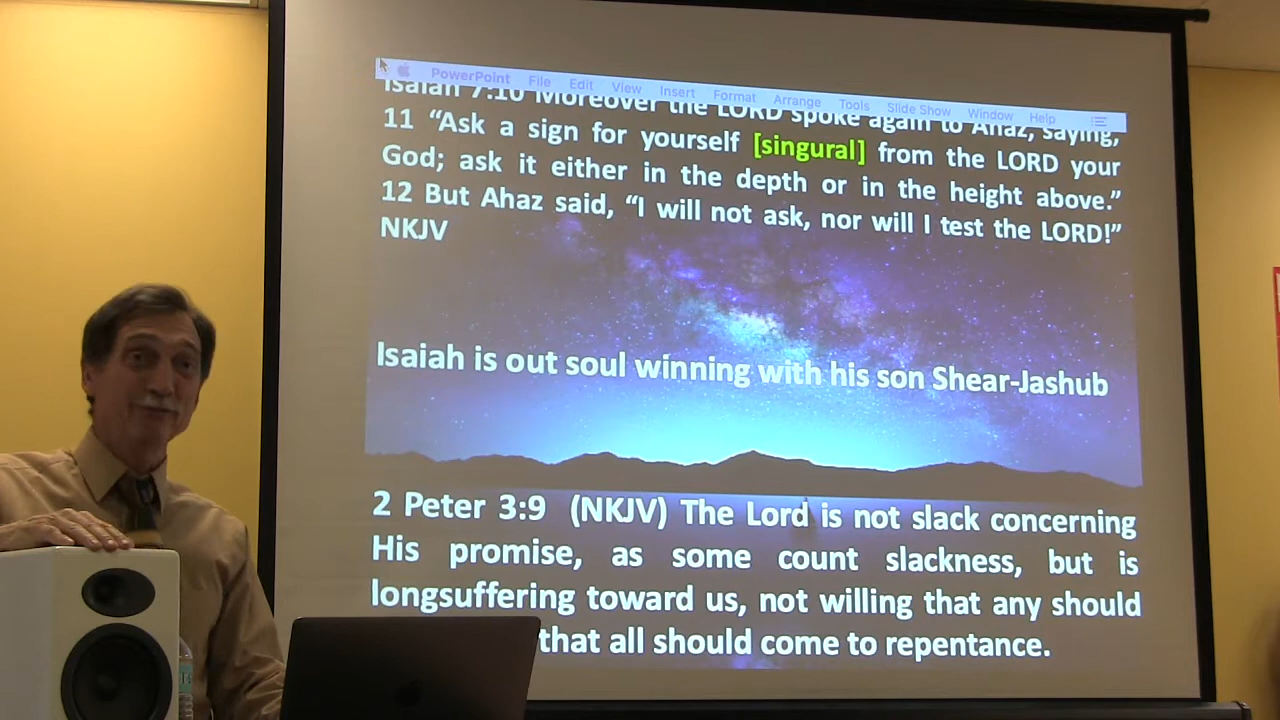 PowerPoint File Edit View Insert Format Arrange Tools Slide Show Window Help
Isaiah 7:10 Moreover the LORD spoke again to Ahaz, saying,
11 “Ask a sign for yourself [singural] from the LORD your
God; ask it either in the depth or in the height above.”
12 But Ahaz said, “I will not ask, nor will I test the LORD!”
NKJV
Isaiah is out soul winning with his son Shear-Jashub
2 Peter 3:9 (NKJV) The Lord is not slack concerning
His promise, as some count slackness, but is
longsuffering toward us, not willing that any should
that all should come to repentance.